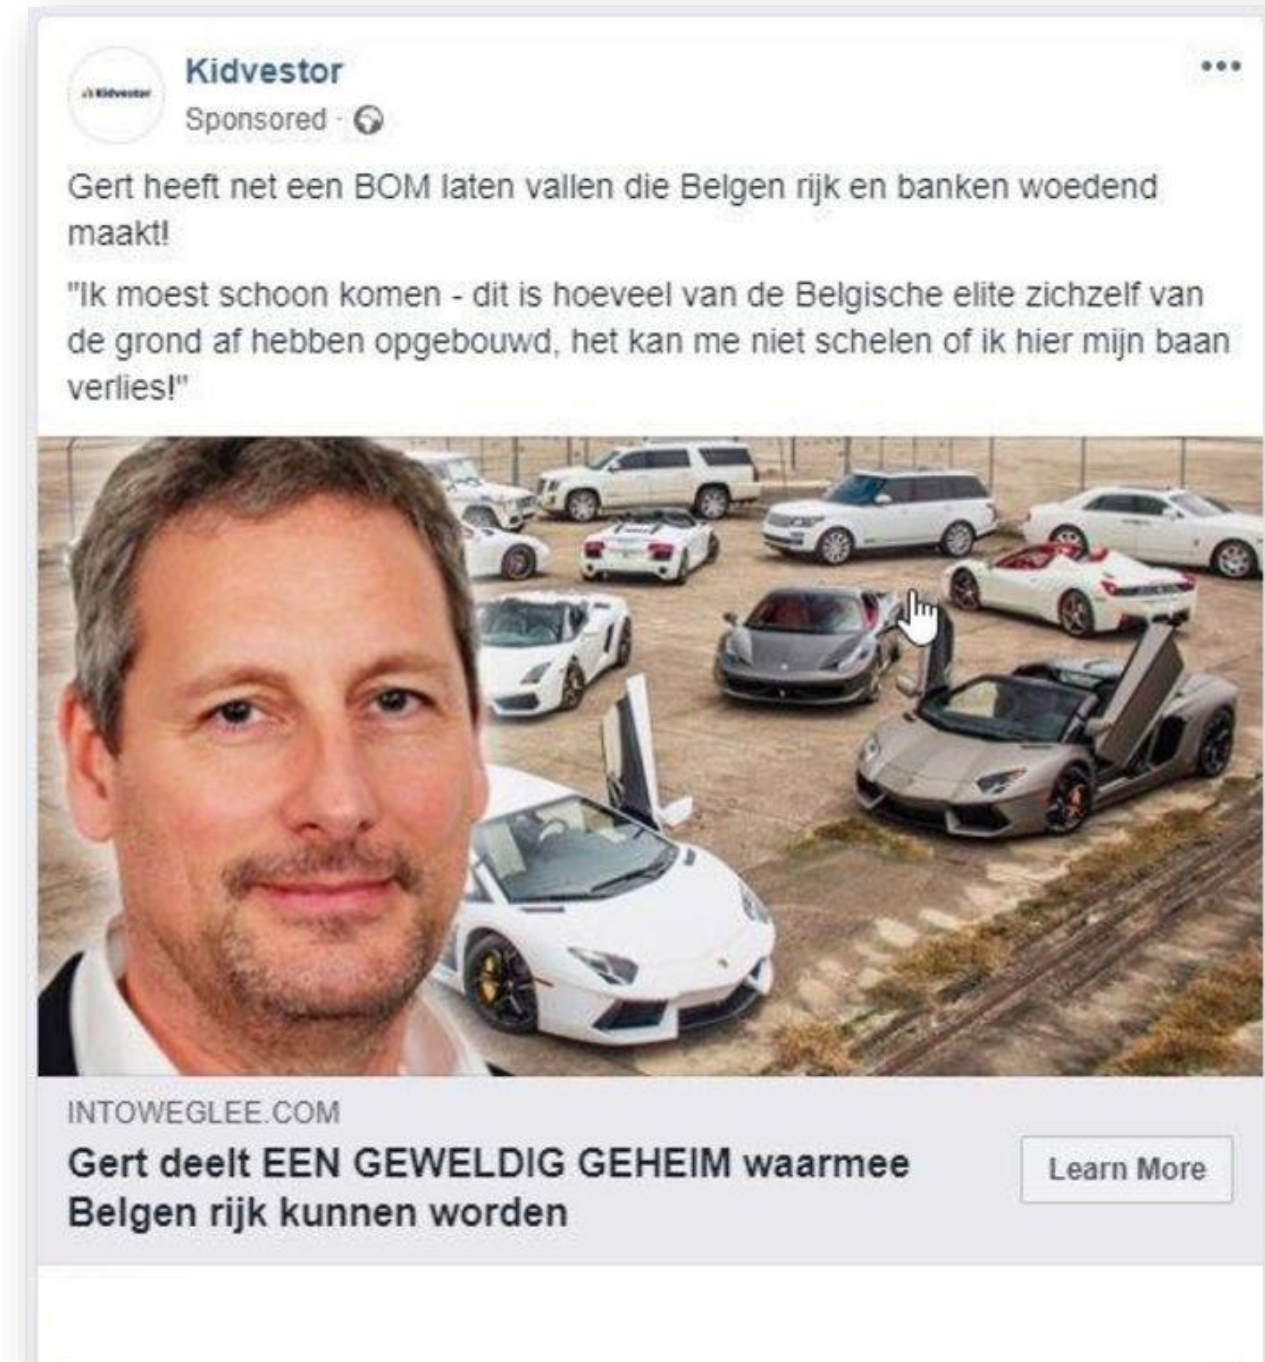 Kidvestor
Kidvestor
Sponsored ·
Gert heeft net een BOM laten vallen die Belgen rijk en banken woedend
maakt!
"Ik moest schoon komen - dit is hoeveel van de Belgische elite zichzelf van
de grond af hebben opgebouwd, het kan me niet schelen of ik hier mijn baan
verlies!"
INTOWEGLEE.COM
Gert deelt EEN GEWELDIG GEHEIM waarmee
Belgen rijk kunnen worden
Learn More